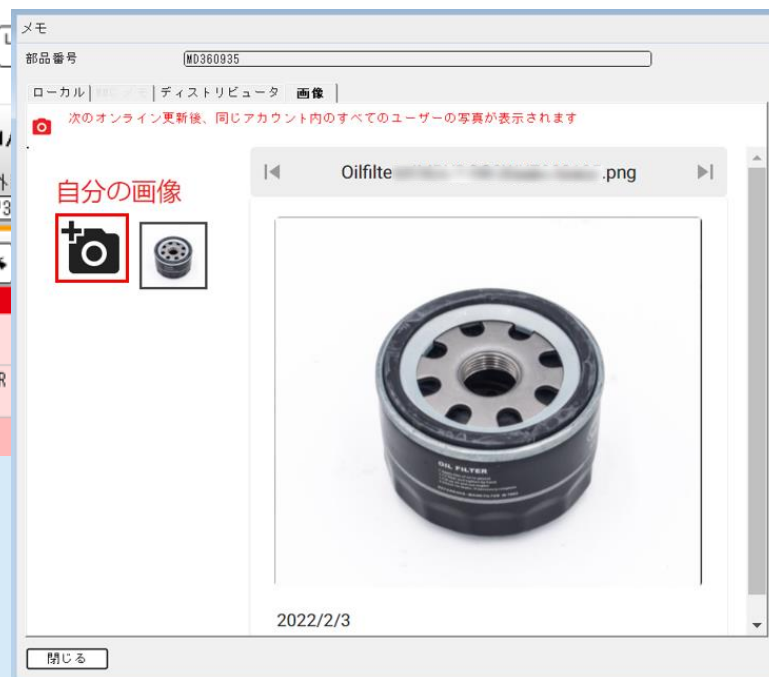 メモ
部品番号
MD360935
ローカル
ディストリビュータ
画像
次のオンライン更新後、同じアカウント内のすべてのユーザーの写真が表示されます
自分の画像
Oilfilte .png
OIL FILTER
2022/2/3
閉じる